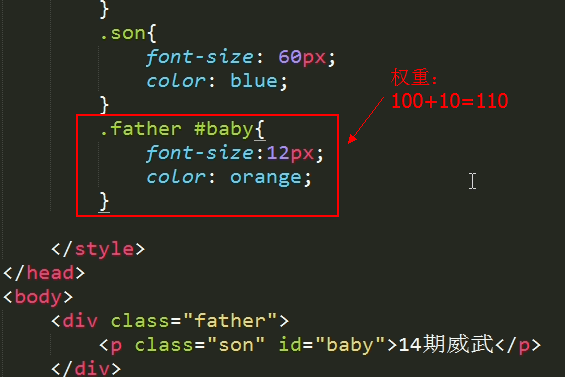 }
.son{
font-size: 60px;
color: blue;
}
.father #baby{
font-size:12px;
color: orange;
}
权重：
100+10=110
</style>
</head>
<body>
<div class="father">
<p class="son" id="baby">14期威武</p>
</div>